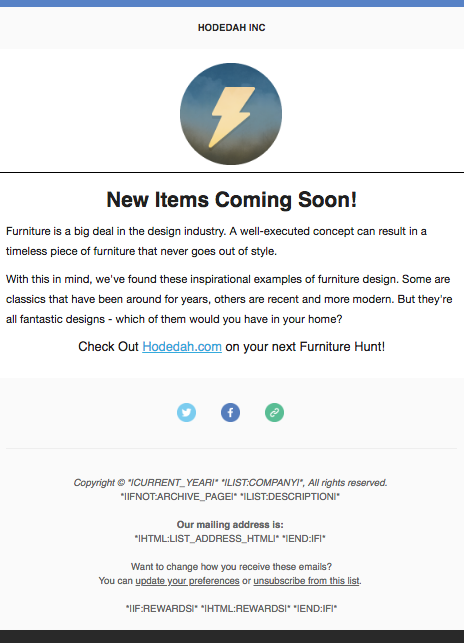 HODEDAH INC
New Items Coming Soon!
Furniture is a big deal in the design industry. A well-executed concept can result in a
timeless piece of furniture that never goes out of style.
With this in mind, we've found these inspirational examples of furniture design. Some are
classics that have been around for years, others are recent and more modern. But they're
all fantastic designs - which of them would you have in your home?
Check Out Hodedah.com on your next Furniture Hunt!
Copyright © *|CURRENT_YEAR|* *|LIST:COMPANY|*, All rights reserved.
*|IFNOT:ARCHIVE_PAGE|* *|LIST:DESCRIPTION|*
Our mailing address is:
*|HTML:LIST_ADDRESS_HTML|* *|END:IF|*
Want to change how you receive these emails?
You can update your preferences or unsubscribe from this list.
*|IF:REWARDS|* *|HTML:REWARDS|* *|END:IF|*